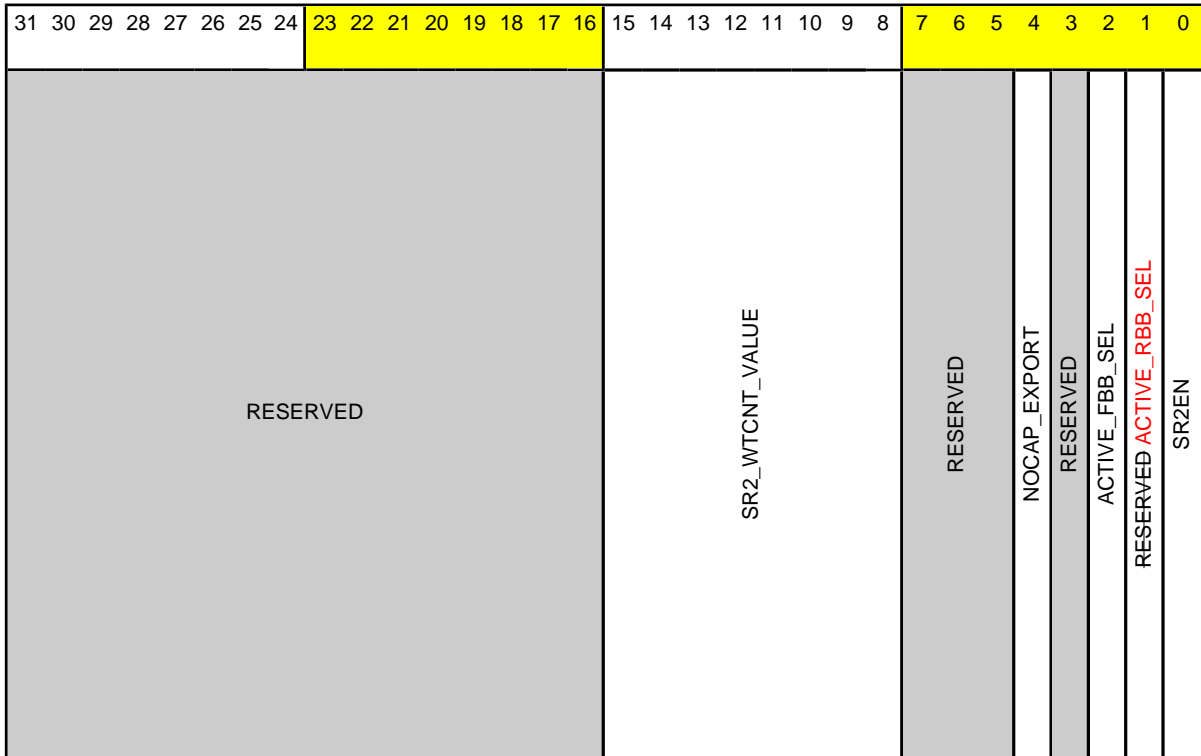 31 30 29 28 27 26 25 24 23 22 21 20 19 18 17 16 15 14 13 12 11 10 9 8 7 6 5 4 3 2 1 0
RESERVED
SR2_WTCNT_VALUE
RESERVED
NOCAP_EXPORT
RESERVED
ACTIVE_FBB_SEL
RESERVED ACTIVE_RBB_SEL
SR2EN